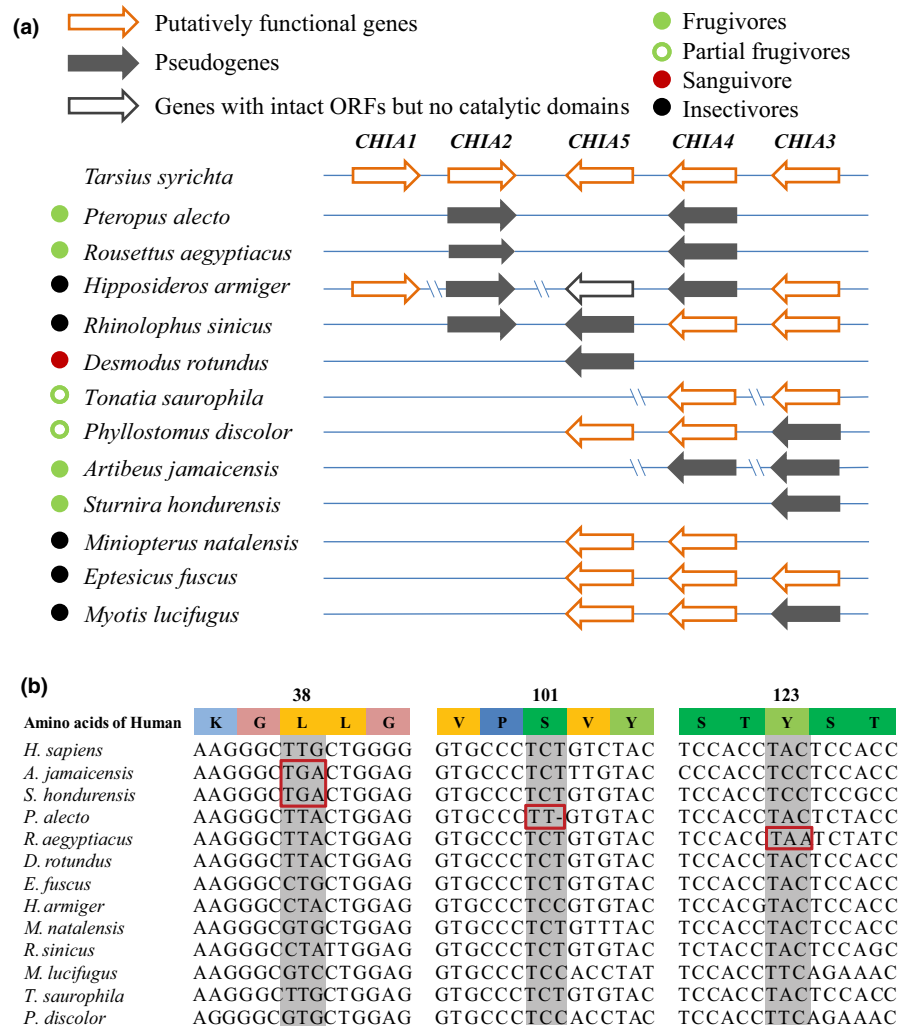 (a)
Putatively functional genes
Pseudogenes
Genes with intact ORFs but no catalytic domains
Frugivores
Partial frugivores
Sanguivore
Insectivores
CHIA1 CHIA2 CHIA5 CHIA4 CHIA3
Tarsius syrichta
Pteropus alecto
Rousettus aegyptiacus
Hipposideros armiger
Rhinolophus sinicus
Desmodus rotundus
Tonatia saurophila
Phyllostomus discolor
Artibeus jamaicensis
Sturnira hondurensis
Miniopterus natalensis
Eptesicus fuscus
Myotis lucifugus
(b)
38 101 123
Amino acids of Human K G L L G V P S V Y S T Y S T
H. sapiens AAGGGCTTGCTGGGG GTGCCCTCTGTCTAC TCCACCTACTCCACC
A. jamaicensis AAGGGCTGACTGGAG GTGCCCTCTTTGTAC CCCACCTCCTCCACC
S. hondurensis AAGGGCTGACTGGAG GTGCCCTCTGTGTAC TCCACCTCCTCCGCC
P. alecto AAGGGCTTACTGGAG GTGCCCTT-GTGTAC TCCACCTACTCTACC
R. aegyptiacus AAGGGCTTACTGGAG GTGCCCTCTGTGTAC TCCACCTAATCTATC
D. rotundus AAGGGCTTACTGGAG GTGCCCTCTGTGTAC TCCACCTACTCCACC
E. fuscus AAGGGCCTGCTGGAG GTGCCCTCTGTGTAC TCCACCTACTCCACC
H. armiger AAGGGCCTACTGGAG GTGCCCTCCGTGTAC TCCACGTACTCCACC
M. natalensis AAGGGCGTGCTGGAG GTGCCCTCTGTTTAC TCCACCTACTCCACC
R. sinicus AAGGGCCTATTGGAG GTGCCCTCTGTGTAC TCTACCTACTCCAGC
M. lucifugus AAGGGCGTCCTGGAG GTGCCCTCCACCTAT TCCACCTTCAGAAAC
T. saurophila AAGGGCTTGCTGGAG GTGCCCTCTGTGTAC TCCACCTACTCCACC
P. discolor AGGGGCGTGCTGGAG GTGCCCTCCACCTAC TCCACCTTCAGAAAC